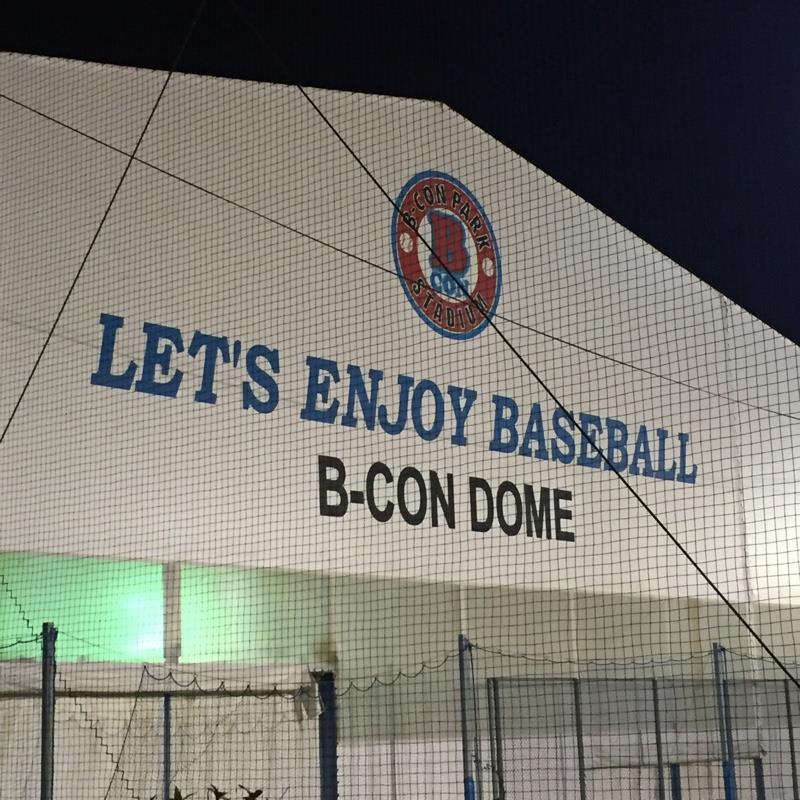 B-CON PARK
B
CON
STADIUM
LET'S ENJOY BASEBALL
B-CON DOME